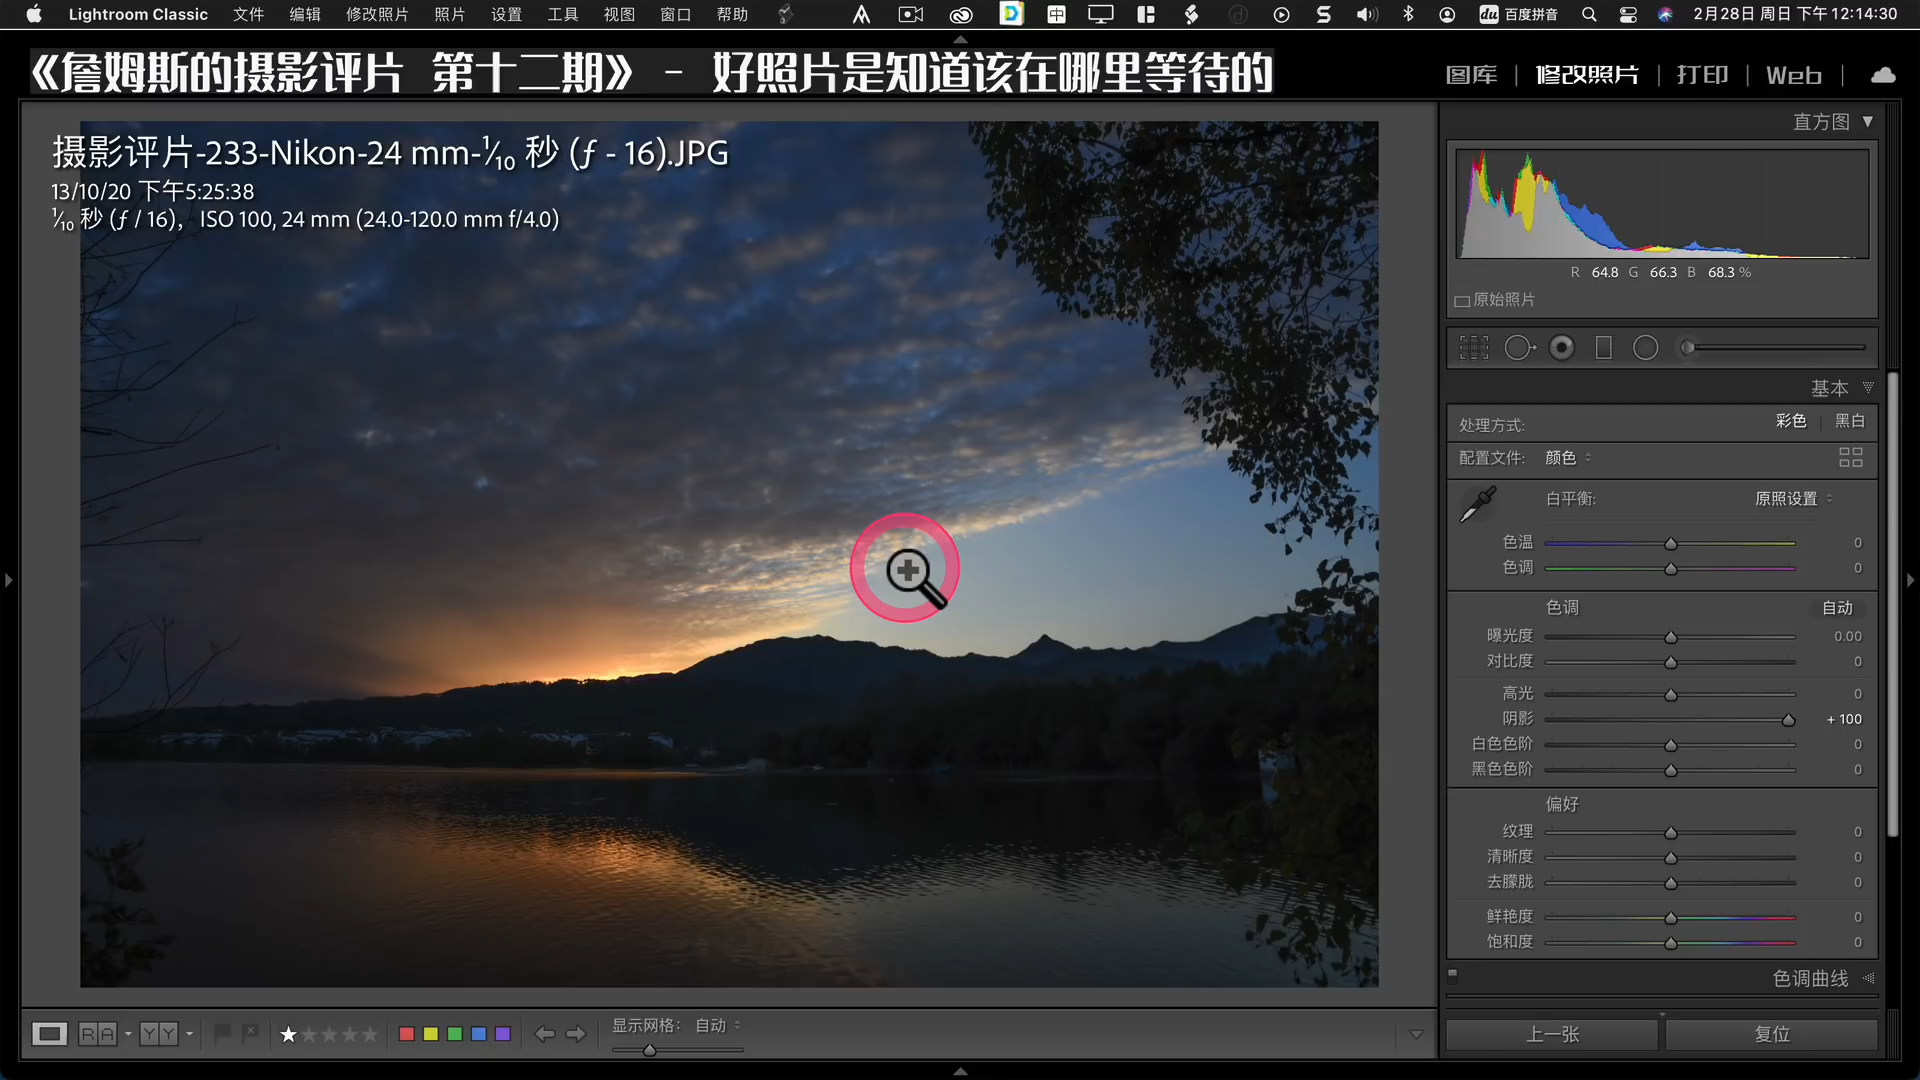 Lightroom Classic 文件 编辑 修改照片 照片 设置 工具 视图 窗口 帮助 中 S du 百度拼音 2月28日 周日 下午12:14:30
《詹姆斯的摄影评片 第十二期》 - 好照片是知道该在哪里等待的
图库 | 修改照片 | 打印 | Web |
摄影评片-233-Nikon-24 mm-¹⁄₁₀ 秒 (ƒ - 16).JPG
13/10/20 下午5:25:38
¹⁄₁₀ 秒 (ƒ / 16)， ISO 100, 24 mm (24.0-120.0 mm f/4.0)
直方图
R 64.8 G 66.3 B 68.3 %
原始照片
基本
处理方式: 彩色 黑白
配置文件: 颜色
白平衡: 原照设置
色温 0
色调 0
色调 自动
曝光度 0.00
对比度 0
高光 0
阴影 + 100
白色色阶 0
黑色色阶 0
偏好
纹理 0
清晰度 0
去朦胧 0
鲜艳度 0
饱和度 0
色调曲线
RA YY 显示网格: 自动
上一张 复位